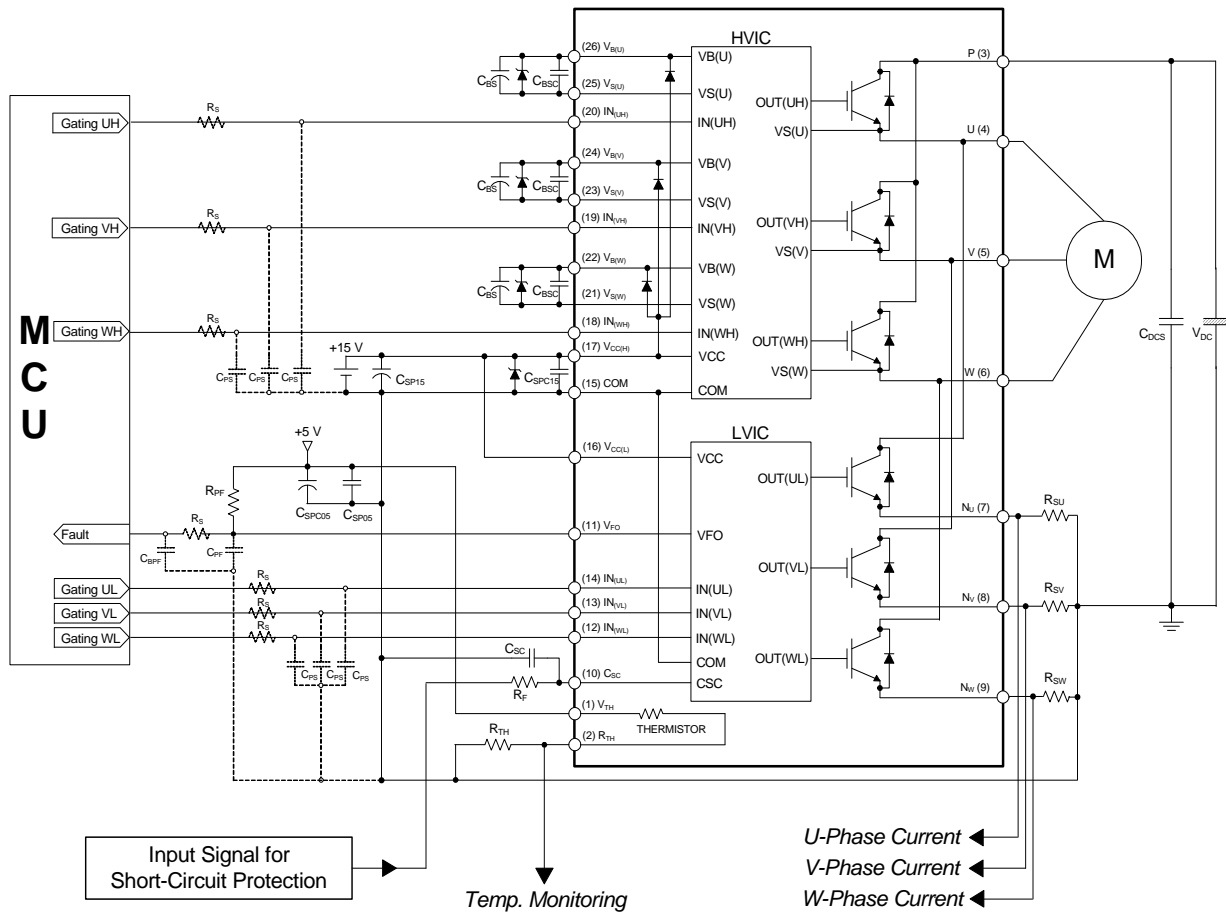 HVIC
(26) VB(U)
VB(U)
P (3)
CBS
CBSC
(25) VS(U)
VS(U)
OUT(UH)
Gating UH
RS
(20) IN(UH)
IN(UH)
VS(U)
U (4)
(24) VB(V)
VB(V)
CBS
CBSC
(23) VS(V)
VS(V)
OUT(VH)
Gating VH
RS
(19) IN(VH)
IN(VH)
VS(V)
V (5)
M
(22) VB(W)
VB(W)
CBS
CBSC
(21) VS(W)
VS(W)
MCU
Gating WH
RS
(18) IN(WH)
IN(WH)
OUT(WH)
CDCS
VDC
+15 V
(17) VCC(H)
VCC
VS(W)
W (6)
CPS
CPS
CPS
CSP15
CSPC15
(15) COM
COM
LVIC
+5 V
(16) VCC(L)
VCC
OUT(UL)
RPF
CSPC05
CSP05
NU (7)
RSU
Fault
RS
(11) VFO
VFO
CBPF
CPF
OUT(VL)
Gating UL
RS
(14) IN(UL)
IN(UL)
Gating VL
RS
(13) IN(VL)
IN(VL)
NV (8)
RSV
Gating WL
RS
(12) IN(WL)
IN(WL)
CPS
CPS
CPS
CSC
COM
OUT(WL)
RF
(10) CSC
CSC
NW (9)
RSW
(1) VTH
THERMISTOR
RTH
(2) RTH
Input Signal for
Short-Circuit Protection
Temp. Monitoring
U-Phase Current
V-Phase Current
W-Phase Current